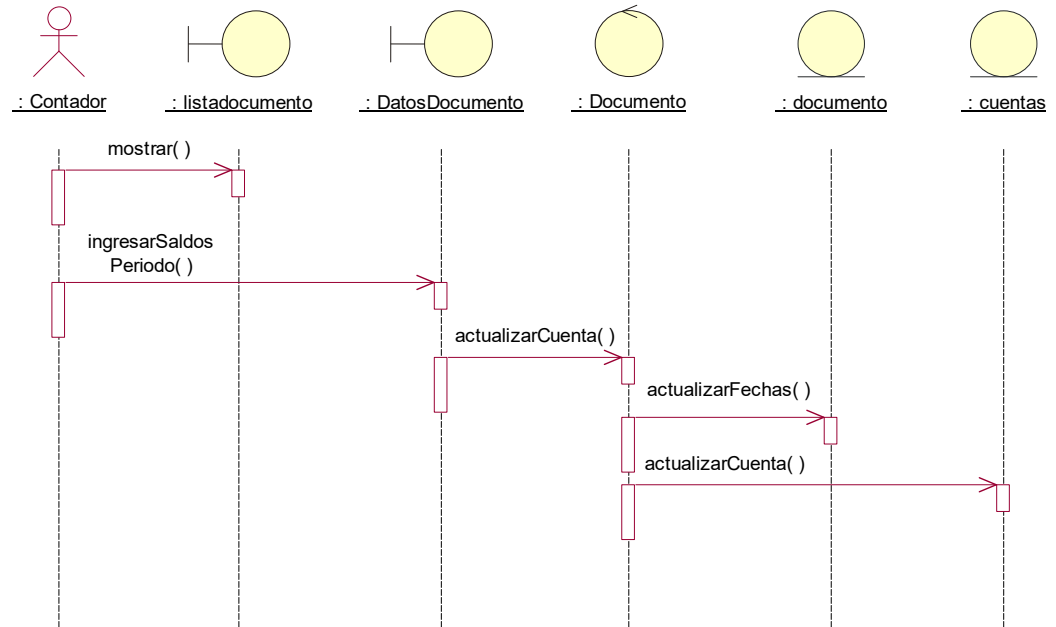 : Contador
: listadocumento
: DatosDocumento
: Documento
: documento
: cuentas
mostrar( )
ingresarSaldos
Periodo( )
actualizarCuenta( )
actualizarFechas( )
actualizarCuenta( )